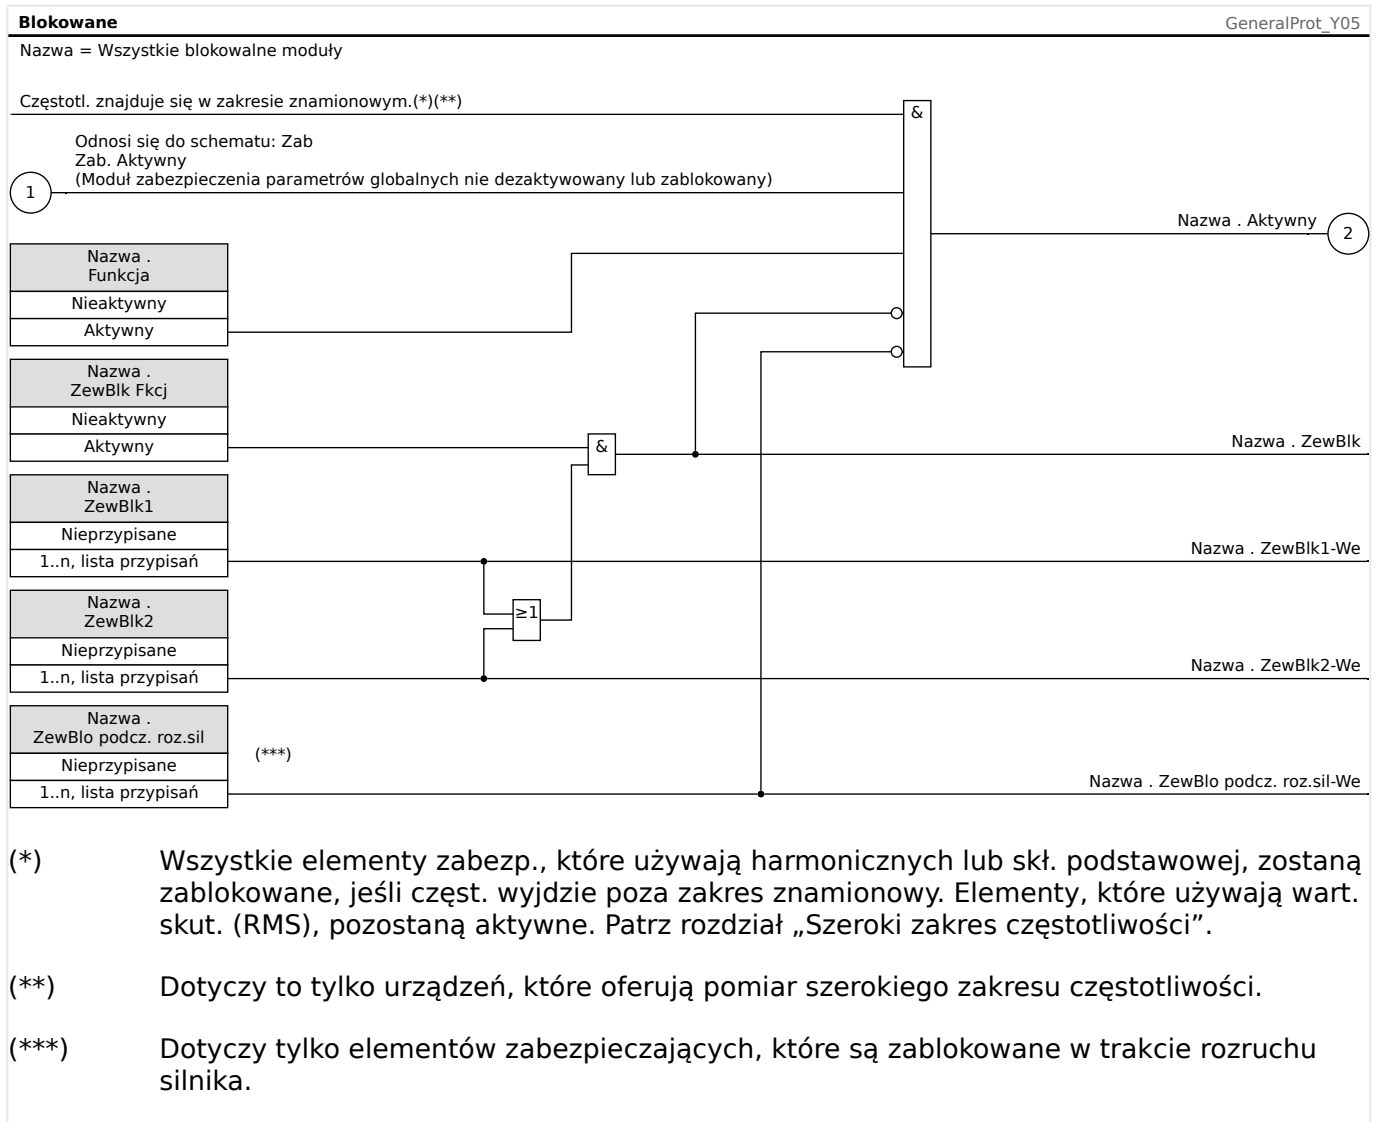 Blokowane
GeneralProt_Y05
Nazwa = Wszystkie blokowalne moduły
Częstotl. znajduje się w zakresie znamionowym.(*)(**)
&
Odnosi się do schematu: Zab
Zab. Aktywny
(Moduł zabezpieczenia parametrów globalnych nie dezaktywowany lub zablokowany)
1
Nazwa . Aktywny
2
Nazwa .
Funkcja
Nieaktywny
Aktywny
Nazwa .
ZewBlk Fkcj
Nieaktywny
Aktywny
&
Nazwa . ZewBlk
Nazwa .
ZewBlk1
Nieprzypisane
1..n, lista przypisań
Nazwa . ZewBlk1-We
Nazwa .
ZewBlk2
≥1
Nieprzypisane
1..n, lista przypisań
Nazwa . ZewBlk2-We
Nazwa .
ZewBlo podcz. roz.sil
(***)
Nieprzypisane
1..n, lista przypisań
Nazwa . ZewBlo podcz. roz.sil-We
(*) Wszystkie elementy zabezp., które używają harmonicznych lub skł. podstawowej, zostaną
zablokowane, jeśli częst. wyjdzie poza zakres znamionowy. Elementy, które używają wart.
skut. (RMS), pozostaną aktywne. Patrz rozdział „Szeroki zakres częstotliwości”.
(**) Dotyczy to tylko urządzeń, które oferują pomiar szerokiego zakresu częstotliwości.
(***) Dotyczy tylko elementów zabezpieczających, które są zablokowane w trakcie rozruchu
silnika.